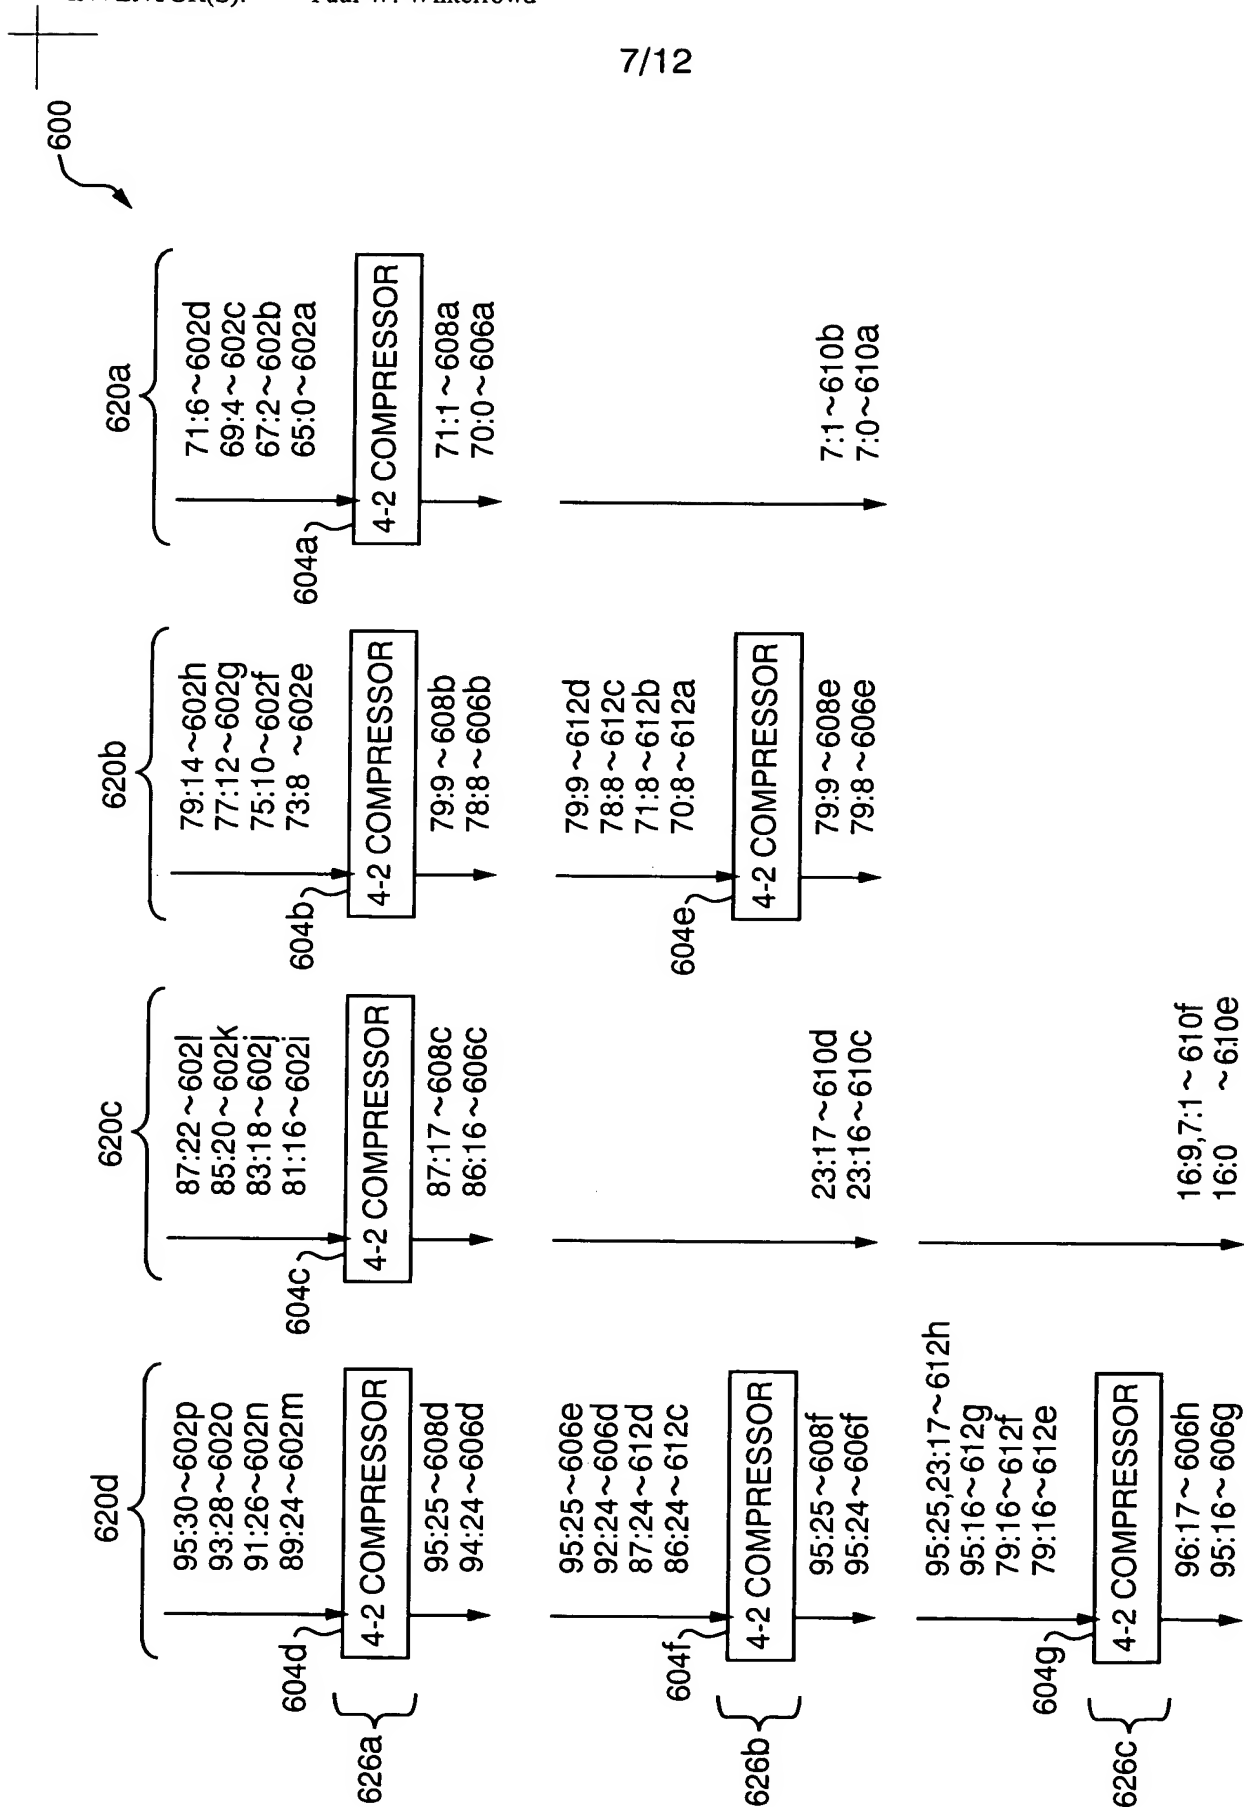 INVENTOR(S): Paul W. Winterrowd
7/12
600
620d
95:30~602p
93:28~602o
91:26~602n
89:24~602m
604d
4-2 COMPRESSOR
95:25~608d
94:24~606d
620c
87:22~602l
85:20~602k
83:18~602j
81:16~602i
604c
4-2 COMPRESSOR
87:17~608c
86:16~606c
620b
79:14~602h
77:12~602g
75:10~602f
73:8 ~602e
604b
4-2 COMPRESSOR
79:9~608b
78:8~606b
620a
71:6~602d
69:4~602c
67:2~602b
65:0~602a
604a
4-2 COMPRESSOR
71:1~608a
70:0~606a
626a
95:25~606e
92:24~606d
87:24~612d
86:24~612c
604f
4-2 COMPRESSOR
95:25~608f
95:24~606f
23:17~610d
23:16~610c
79:9~612d
78:8~612c
71:8~612b
70:8~612a
604e
4-2 COMPRESSOR
79:9~608e
79:8~606e
7:1~610b
7:0~610a
626b
95:25,23:17~612h
95:16~612g
79:16~612f
79:16~612e
604g
4-2 COMPRESSOR
96:17~606h
95:16~606g
16:9,7:1~610f
16:0 ~610e
626c